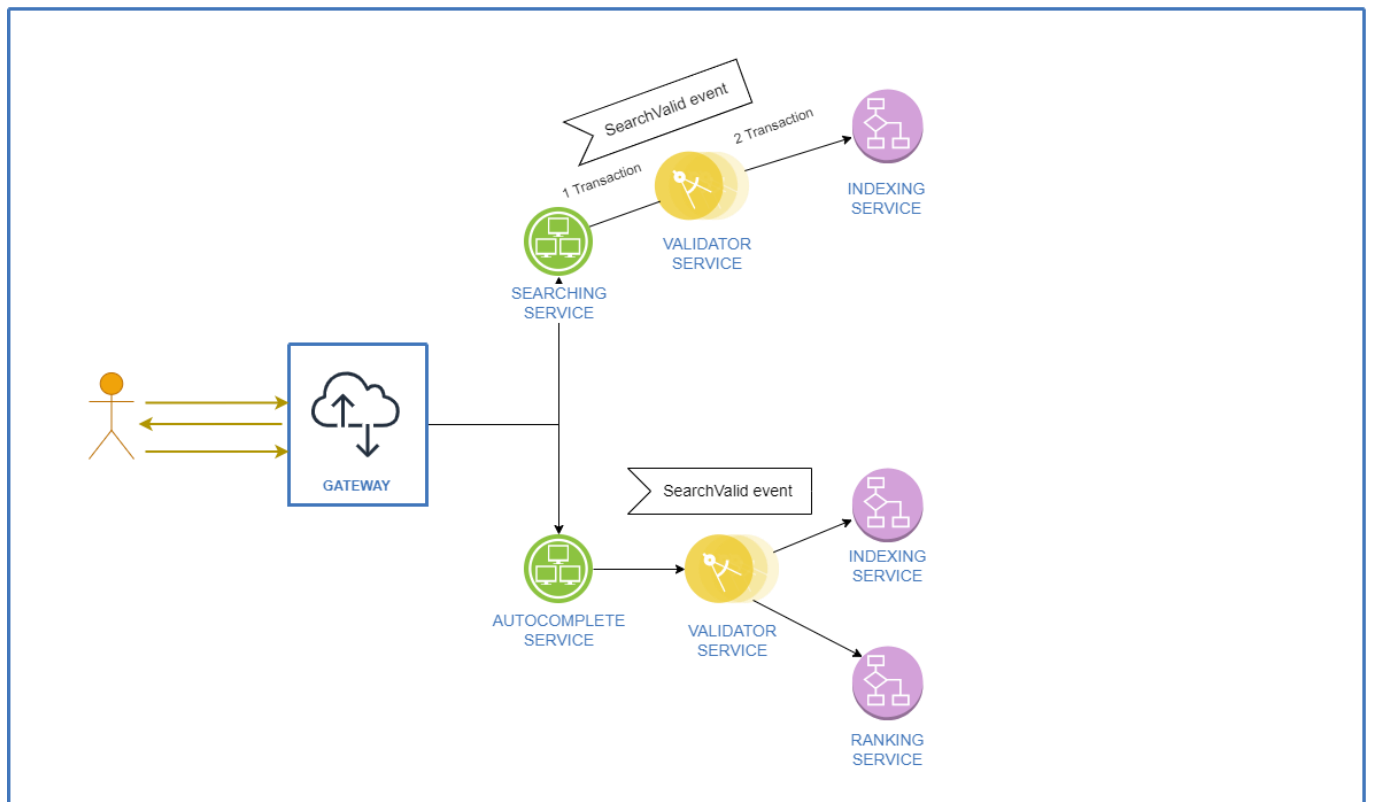 SearchValid event
2 Transaction
1 Transaction
INDEXING
SERVICE
VALIDATOR
SERVICE
SEARCHING
SERVICE
GATEWAY
SearchValid event
INDEXING
SERVICE
AUTOCOMPLETE
SERVICE
VALIDATOR
SERVICE
RANKING
SERVICE